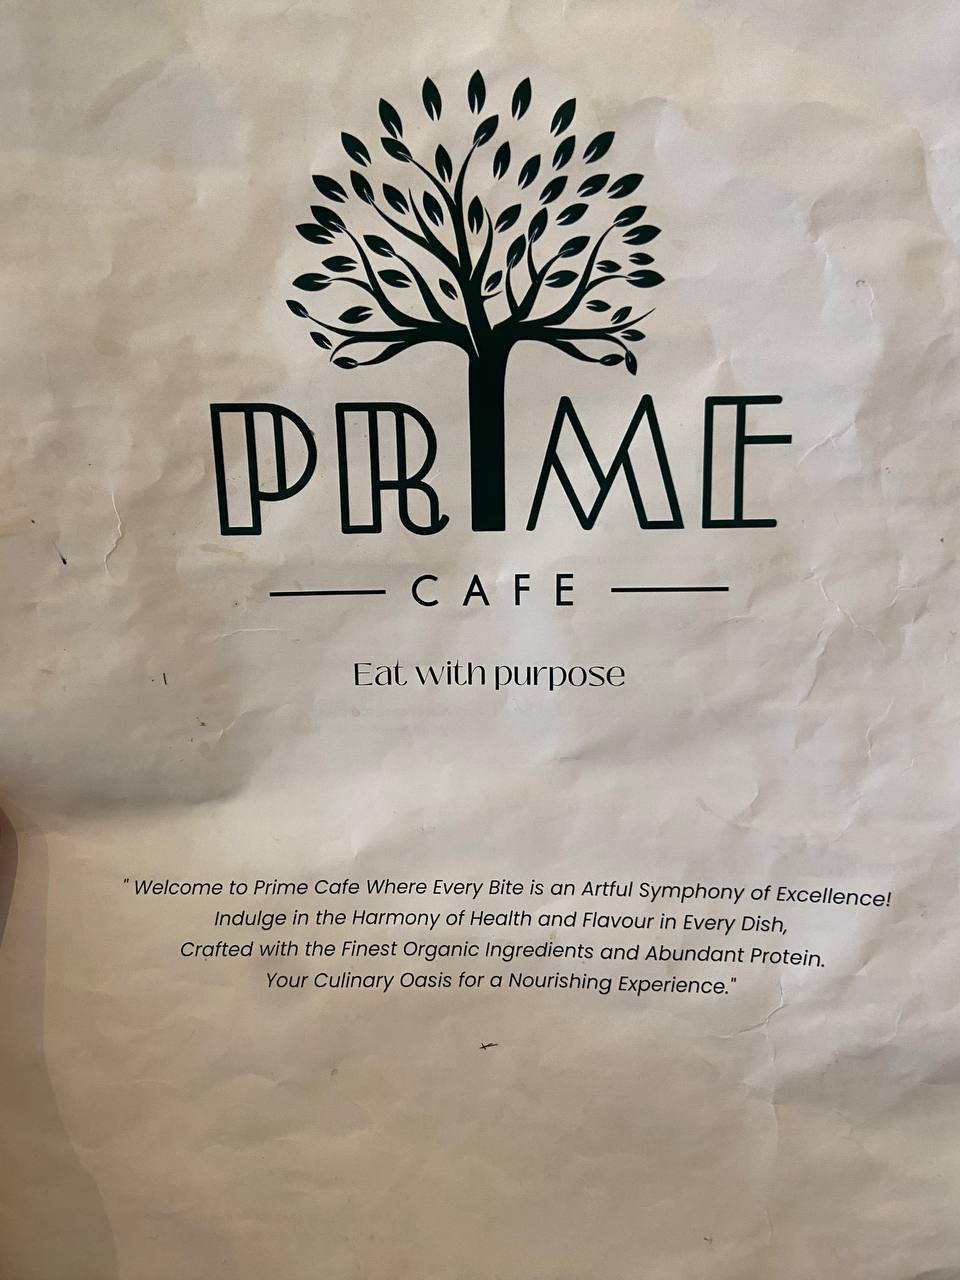 PRIME
CAFE
Eat with purpose
" Welcome to Prime Cafe Where Every Bite is an Artful Symphony of Excellence!
Indulge in the Harmony of Health and Flavour in Every Dish,
Crafted with the Finest Organic Ingredients and Abundant Protein.
Your Culinary Oasis for a Nourishing Experience."